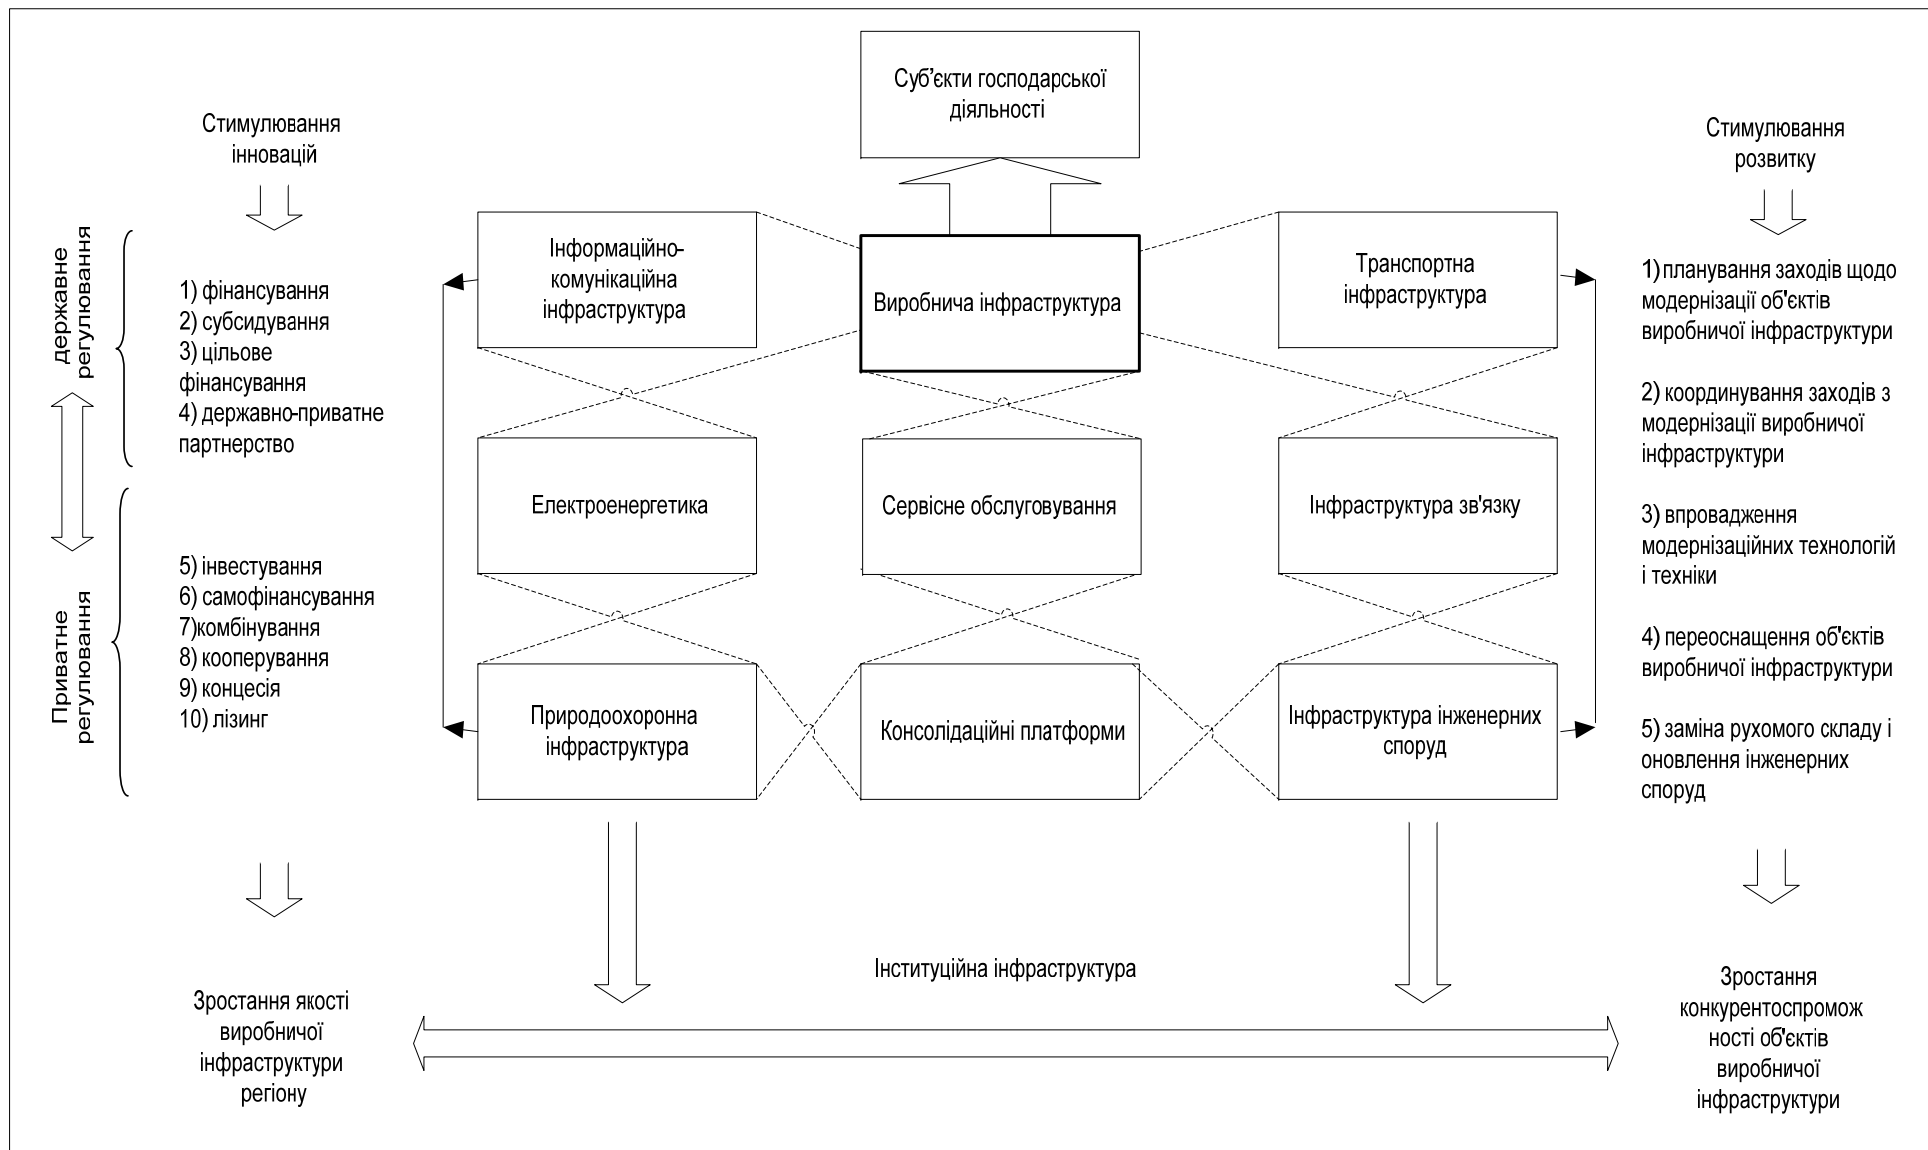 Суб’єкти господарської
діяльності
Стимулювання
інновацій
Стимулювання
розвитку
державне
регулювання
1) фінансування
2) субсидування
3) цільове
фінансування
4) державно-приватне
партнерство
Приватне
регулювання
5) інвестування
6) самофінансування
7)комбінування
8) кооперування
9) концесія
10) лізинг
Інформаційно-
комунікаційна
інфраструктура
Виробнича інфраструктура
Транспортна
інфраструктура
Електроенергетика
Сервісне обслуговування
Інфраструктура зв'язку
Природоохоронна
інфраструктура
Консолідаційні платформи
Інфраструктура інженерних
споруд
1) планування заходів щодо
модернізації об'єктів
виробничої інфраструктури
2) координування заходів з
модернізації виробничої
інфраструктури
3) впровадження
модернізаційних технологій
і техніки
4) переоснащення об'єктів
виробничої інфраструктури
5) заміна рухомого складу і
оновлення інженерних
споруд
Інституційна інфраструктура
Зростання якості
виробничої
інфраструктури
регіону
Зростання
конкурентоспромож
ності об'єктів
виробничої
інфраструктури